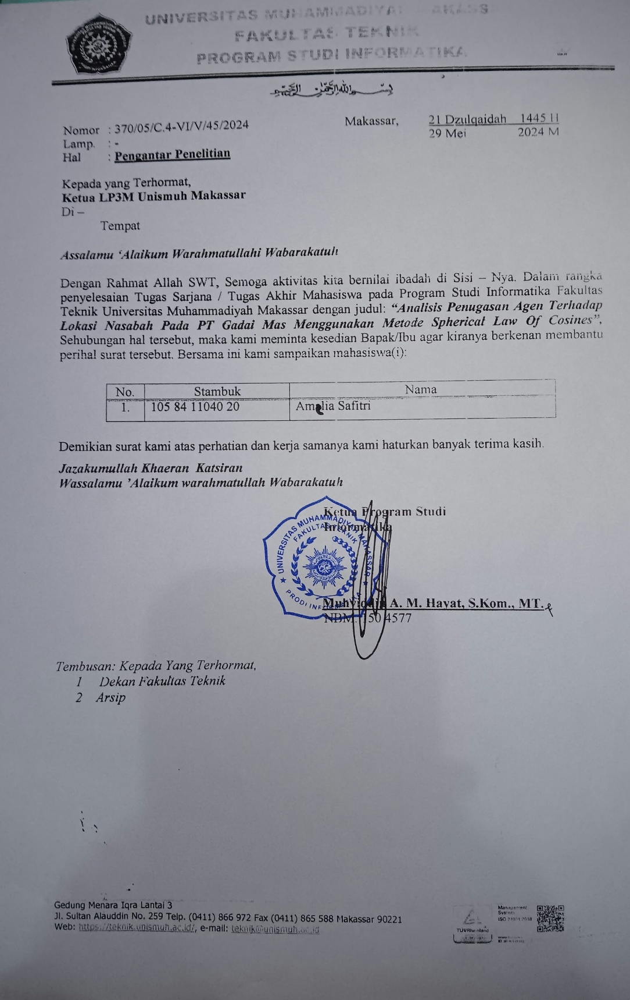 UNIVERSITAS MUHAMMADIYAH MAKASS
FAKULTAS TEKNIK
PROGRAM STUDI INFORMATIKA
بسم الله الرحمن الرحيم
Nomor : 370/05/C.4-VI/V/45/2024 Makassar, 21 Dzulqaidah 1445 H
29 Mei 2024 M
Lamp. : -
Hal : Pengantar Penelitian
Kepada yang Terhormat,
Ketua LP3M Unismuh Makassar
Di –
Tempat
Assalamu ‘Alaikum Warahmatullahi Wabarakatuh
Dengan Rahmat Allah SWT, Semoga aktivitas kita bernilai ibadah di Sisi – Nya. Dalam rangka
penyelesaian Tugas Sarjana / Tugas Akhir Mahasiswa pada Program Studi Informatika Fakultas
Teknik Universitas Muhammadiyah Makassar dengan judul: “Analisis Penugasan Agen Terhadap
Lokasi Nasabah Pada PT Gadai Mas Menggunakan Metode Spherical Law Of Cosines”,
Sehubungan hal tersebut, maka kami meminta kesedian Bapak/Ibu agar kiranya berkenan membantu
perihal surat tersebut. Bersama ini kami sampaikan mahasiswa(i):
No. Stambuk Nama
1. 105 84 11040 20 Amelia Safitri
Demikian surat kami atas perhatian dan kerja samanya kami haturkan banyak terima kasih.
Jazakumullah Khaeran Katsiran
Wassalamu ’Alaikum warahmatullah Wabarakatuh
Ketua Program Studi
Informatika
UNIVERSITAS MUHAMMADIYAH MAKASSAR
FAKULTAS TEKNIK
PRODI INFORMATIKA
Muhyiddin A. M. Hayat, S.Kom., MT.
NBM. 150 4577
Tembusan: Kepada Yang Terhormat,
1 Dekan Fakultas Teknik
2 Arsip
Gedung Menara Iqra Lantai 3
Jl. Sultan Alauddin No. 259 Telp. (0411) 866 972 Fax (0411) 865 588 Makassar 90221
Web: https://teknik.unismuh.ac.id/, e-mail: teknik@unismuh.ac.id
Management
System
ISO 21001:2018
TÜVRheinland